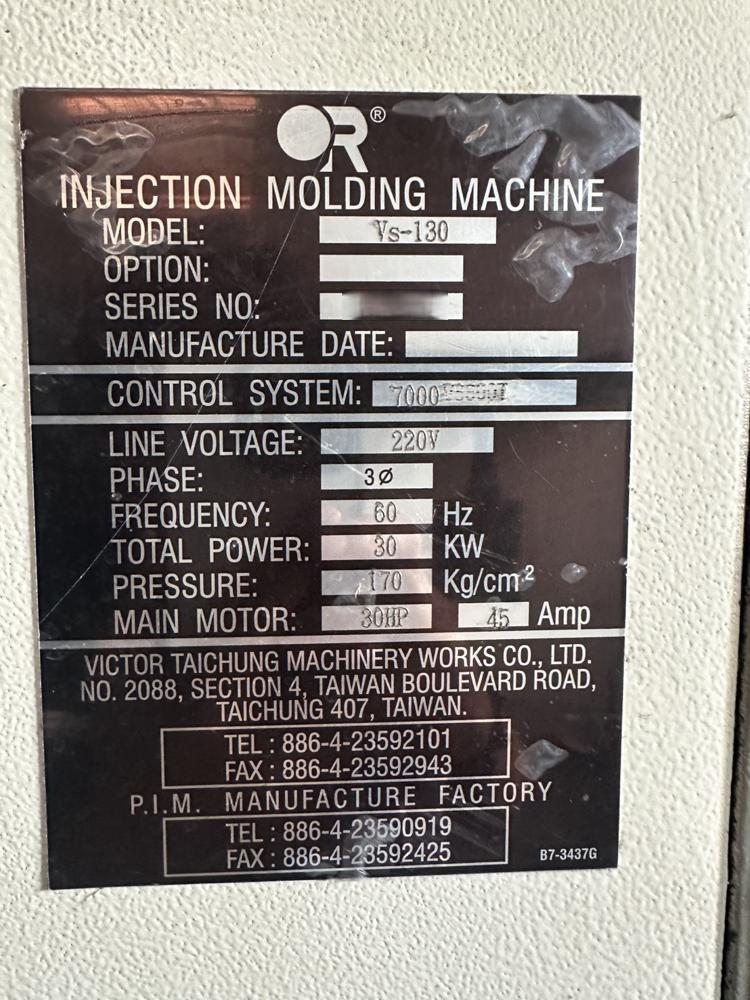 R®
INJECTION MOLDING MACHINE
MODEL: Vs-130
OPTION:
SERIES NO:
MANUFACTURE DATE:
CONTROL SYSTEM: 7000
LINE VOLTAGE: 220V
PHASE: 3Ø
FREQUENCY: 60 Hz
TOTAL POWER: 30 KW
PRESSURE: 170 Kg/cm²
MAIN MOTOR: 30HP 45 Amp
VICTOR TAICHUNG MACHINERY WORKS CO., LTD.
NO. 2088, SECTION 4, TAIWAN BOULEVARD ROAD,
TAICHUNG 407, TAIWAN.
TEL : 886-4-23592101
FAX : 886-4-23592943
P.I.M. MANUFACTURE FACTORY
TEL : 886-4-23590919
FAX : 886-4-23592425
B7-3437G